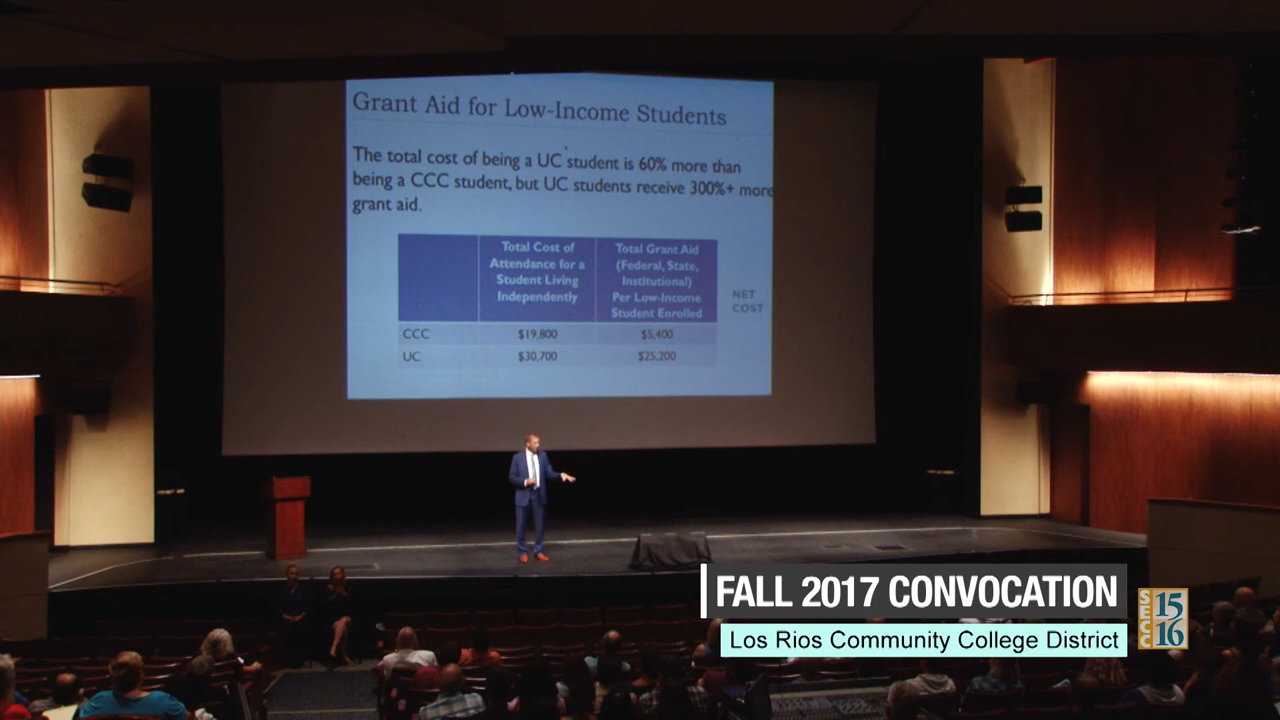 Grant Aid for Low-Income Students
The total cost of being a UC student is 60% more than
being a CCC student, but UC students receive 300%+ more
grant aid.
Total Cost of
Attendance for a
Student Living
Independently
Total Grant Aid
(Federal, State,
Institutional)
Per Low-Income
Student Enrolled
NET
COST
CCC $19,800 $5,400
UC $30,700 $25,200
FALL 2017 CONVOCATION
Los Rios Community College District
SECC
15
16